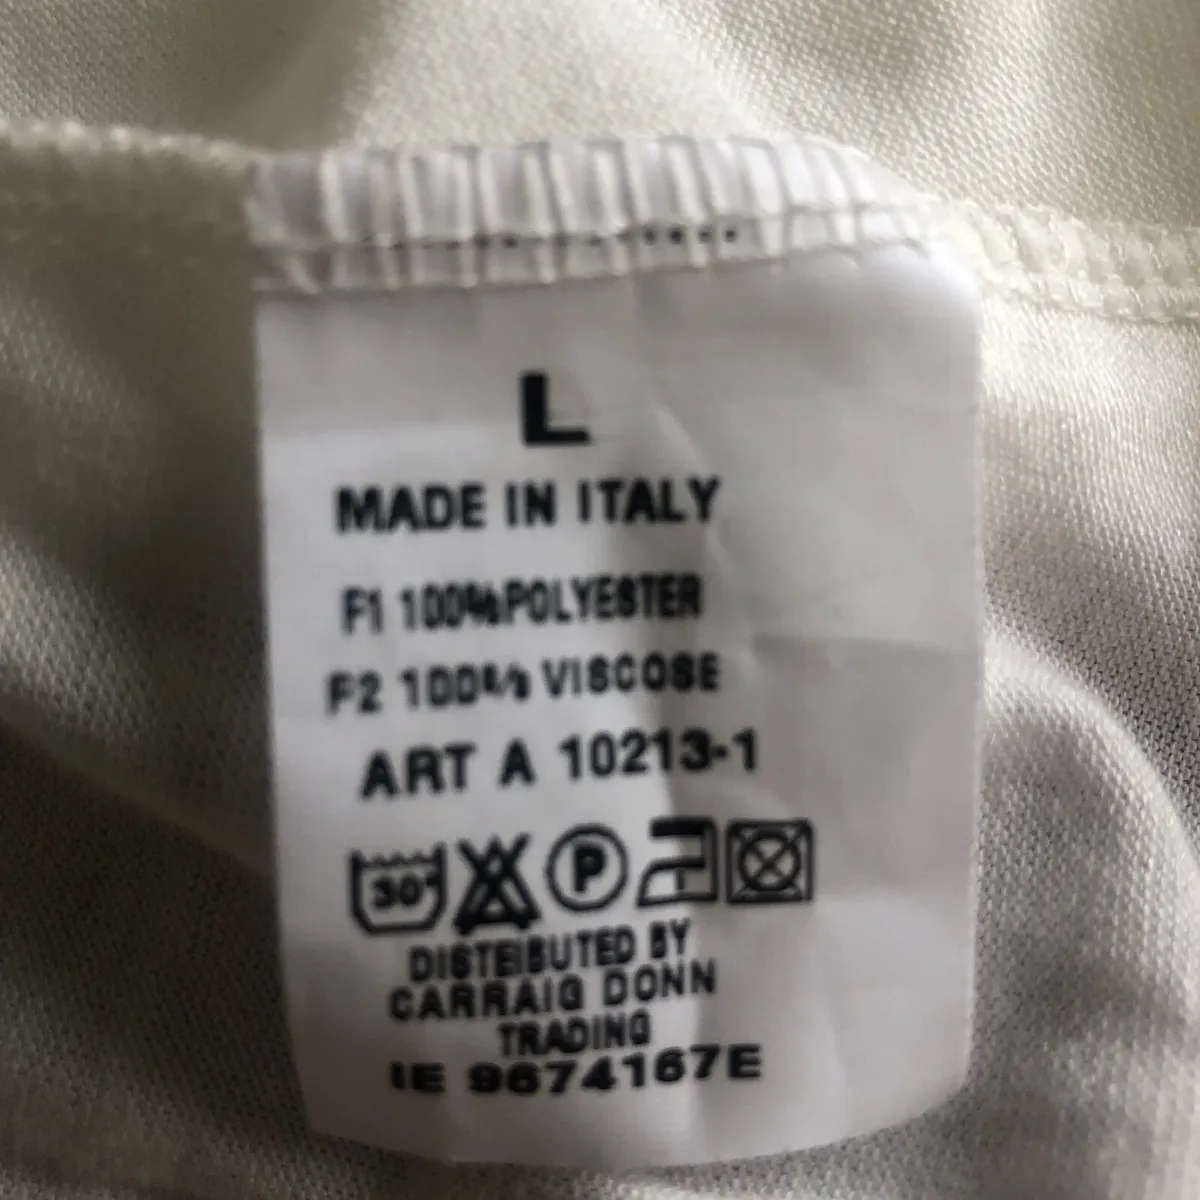 L
MADE IN ITALY
F1 100%POLYESTER
F2 100% VISCOSE
ART A 10213-1
30°
P
DISTEIBUTED BY
CARRAIG DONN
TRADING
IE 9674167E